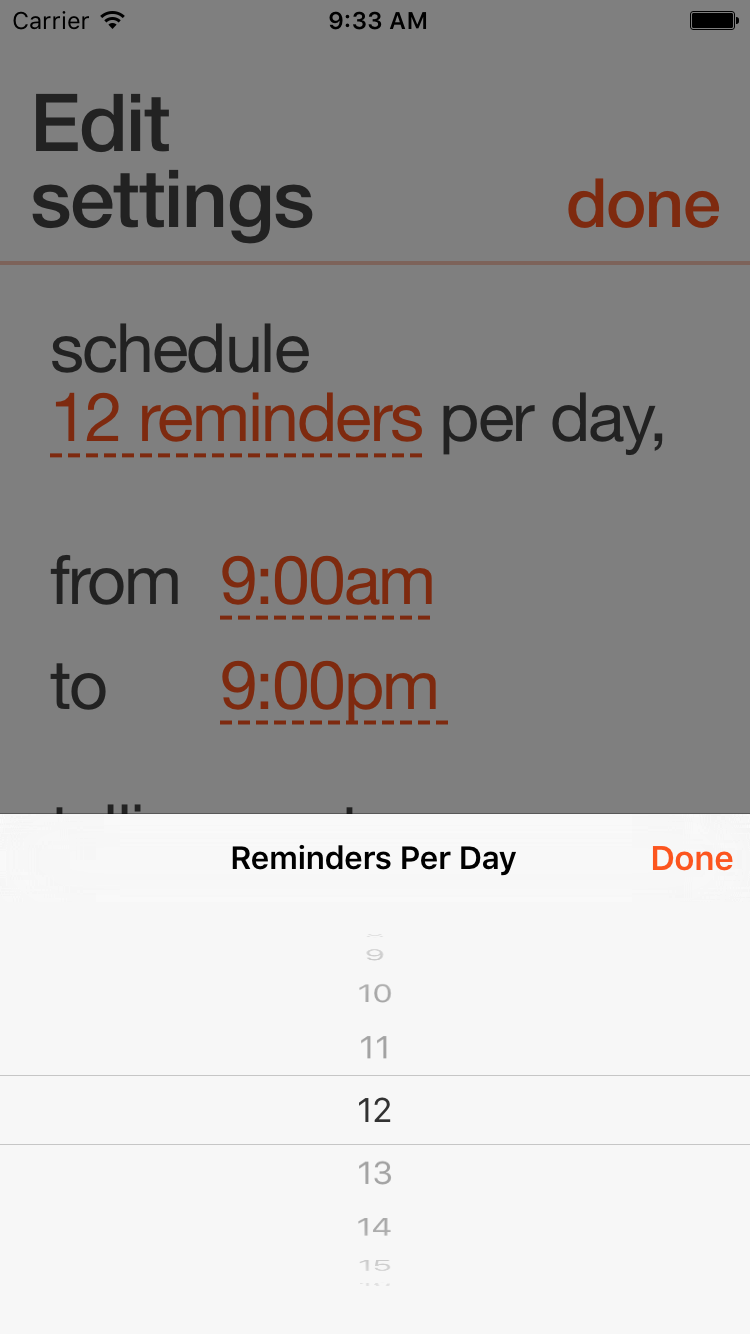 Carrier
9:33 AM
Edit
settings
done
schedule
12 reminders per day,
from 9:00am
to 9:00pm
Reminders Per Day
Done
9
10
11
12
13
14
15